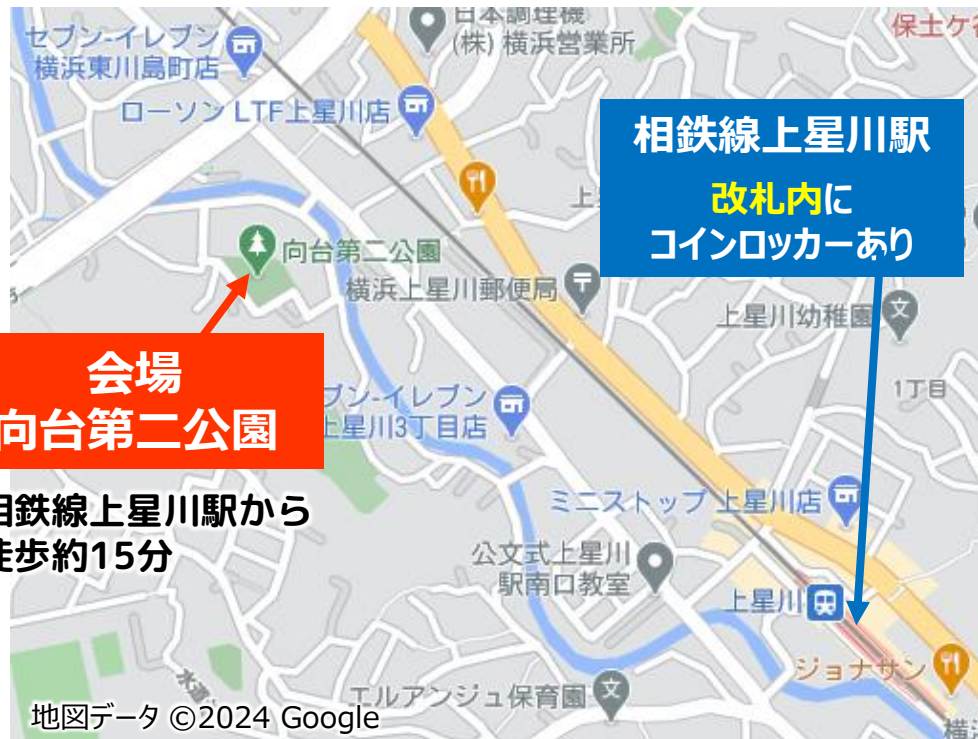 セブン-イレブン
横浜東川島町店
日本調理機
(株) 横浜営業所
保土ケ谷
ローソン LTF上星川店
相鉄線上星川駅
改札内に
コインロッカーあり
向台第二公園
横浜上星川郵便局
上星川幼稚園
会場
向台第二公園
ブン-イレブン
上星川3丁目店
1丁目
相鉄線上星川駅から
徒歩約15分
ミニストップ 上星川店
公文式上星川
駅南口教室
上星川
ジョナサン
水道
エルアンジュ保育園
地図データ ©2024 Google
横浜